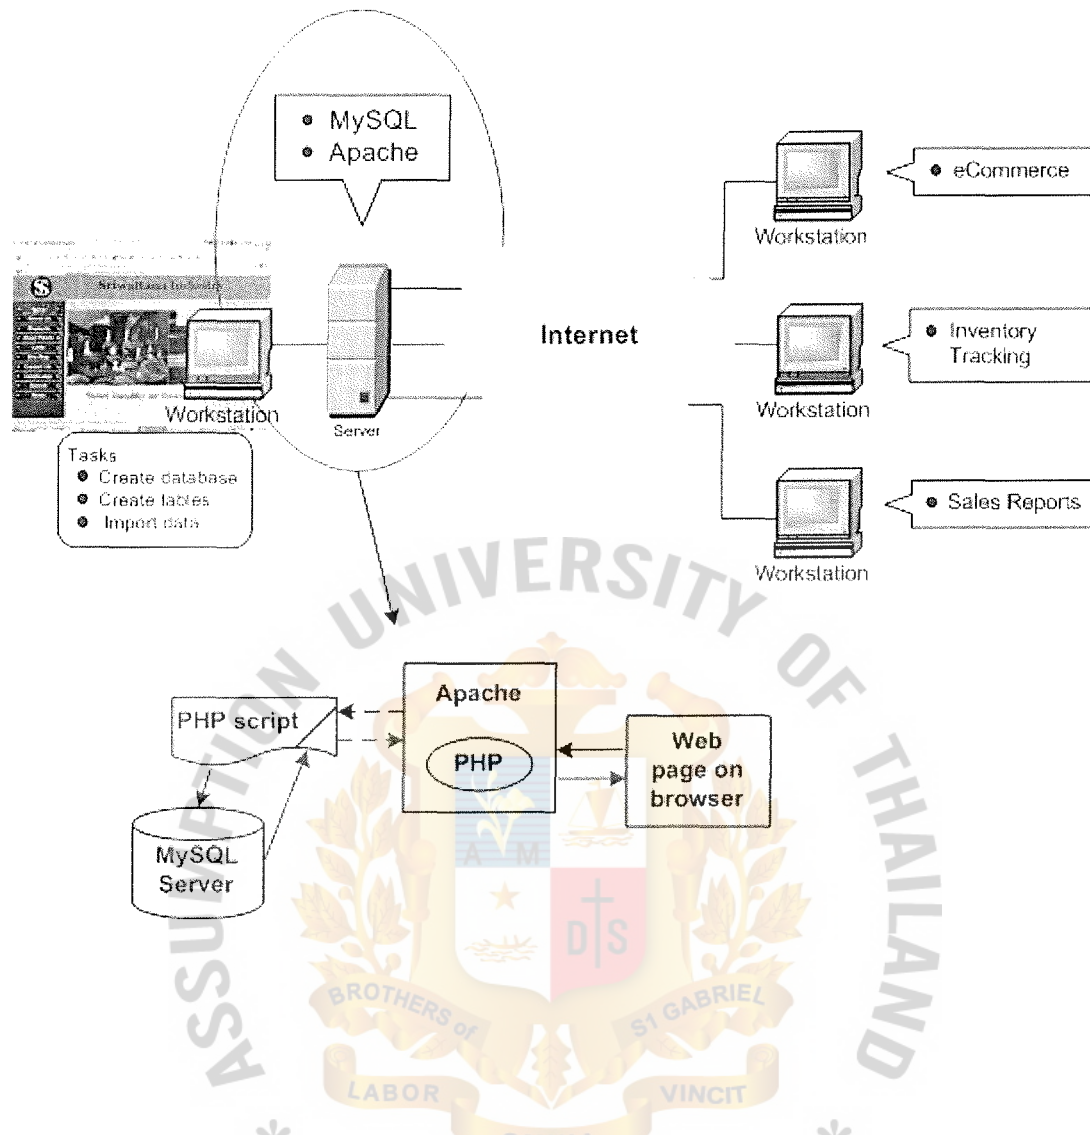 MySQL
Apache
eCommerce
Workstation
Internet
Inventory
Tracking
Workstation
Workstation
Server
Tasks
Create database
Create tables
Import data
Sales Reports
Workstation
ASSUMPTION UNIVERSITY OF THAILAND
Apache
PHP script
PHP
Web
page on
browser
MySQL
Server
A M
D S
BROTHERS of
S1 GABRIEL
LABOR
VINCIT